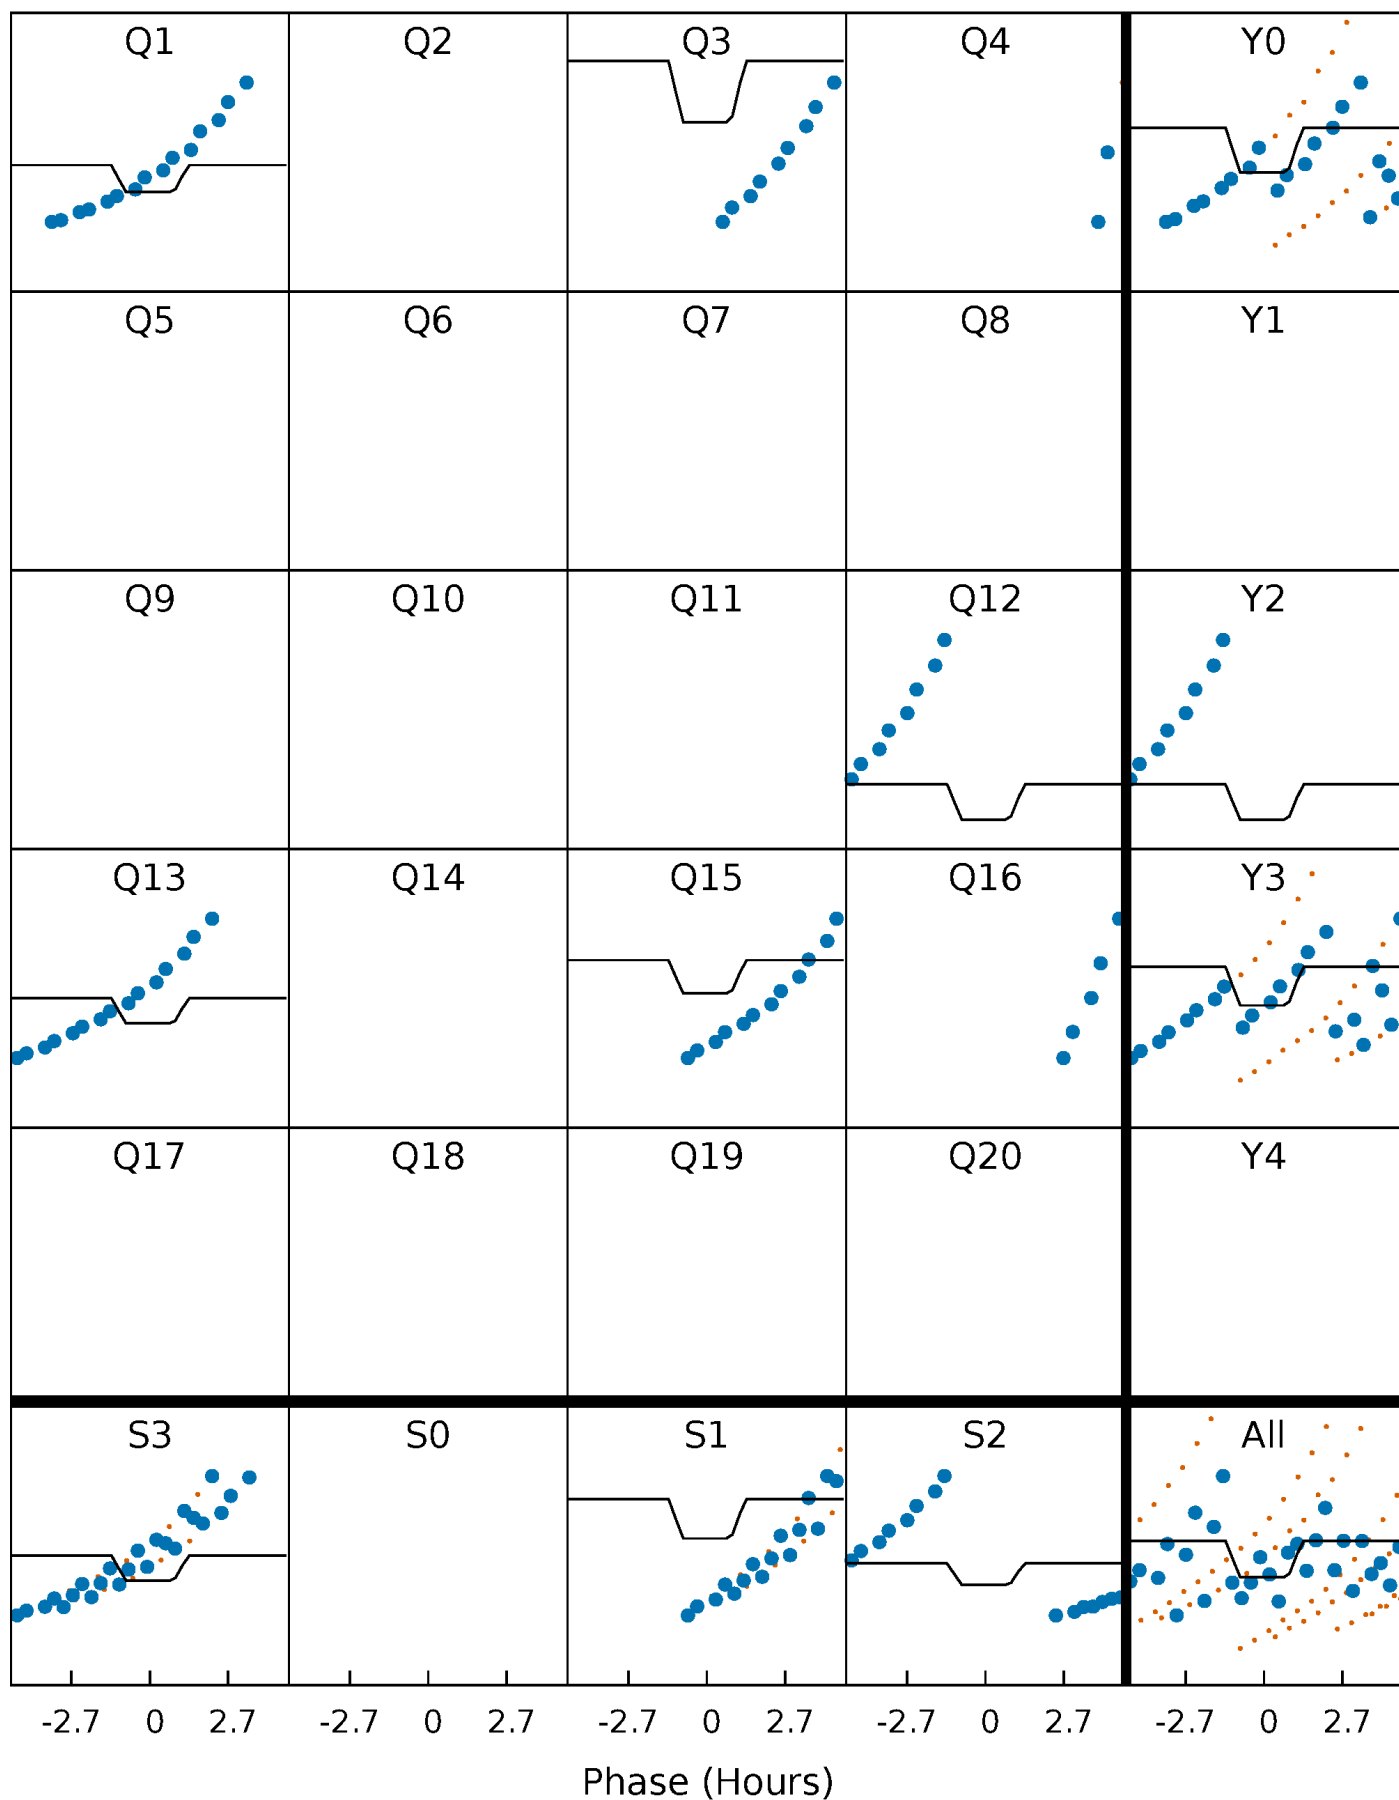 Q1 Q2 Q3 Q4 Y0
Q5 Q6 Q7 Q8 Y1
Q9 Q10 Q11 Q12 Y2
Q13 Q14 Q15 Q16 Y3
Q17 Q18 Q19 Q20 Y4
S3 S0 S1 S2 All
-2.7 0 2.7 -2.7 0 2.7 -2.7 0 2.7 -2.7 0 2.7 -2.7 0 2.7
Phase (Hours)